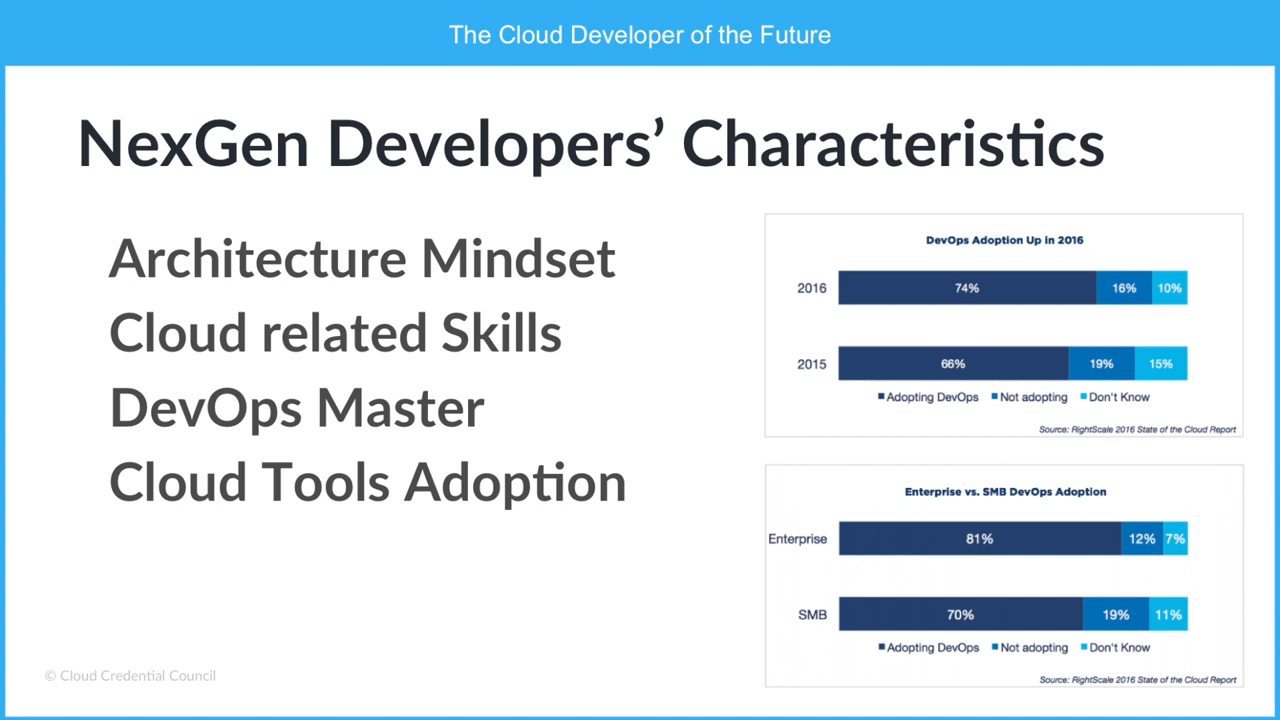 The Cloud Developer of the Future
NexGen Developers’ Characteristics
Architecture Mindset
Cloud related Skills
DevOps Master
Cloud Tools Adoption
DevOps Adoption Up in 2016
2016 74% 16% 10%
2015 66% 19% 15%
Adopting DevOps Not adopting Don't Know
Source: RightScale 2016 State of the Cloud Report
Enterprise vs. SMB DevOps Adoption
Enterprise 81% 12% 7%
SMB 70% 19% 11%
Adopting DevOps Not adopting Don't Know
Source: RightScale 2016 State of the Cloud Report
© Cloud Credential Council